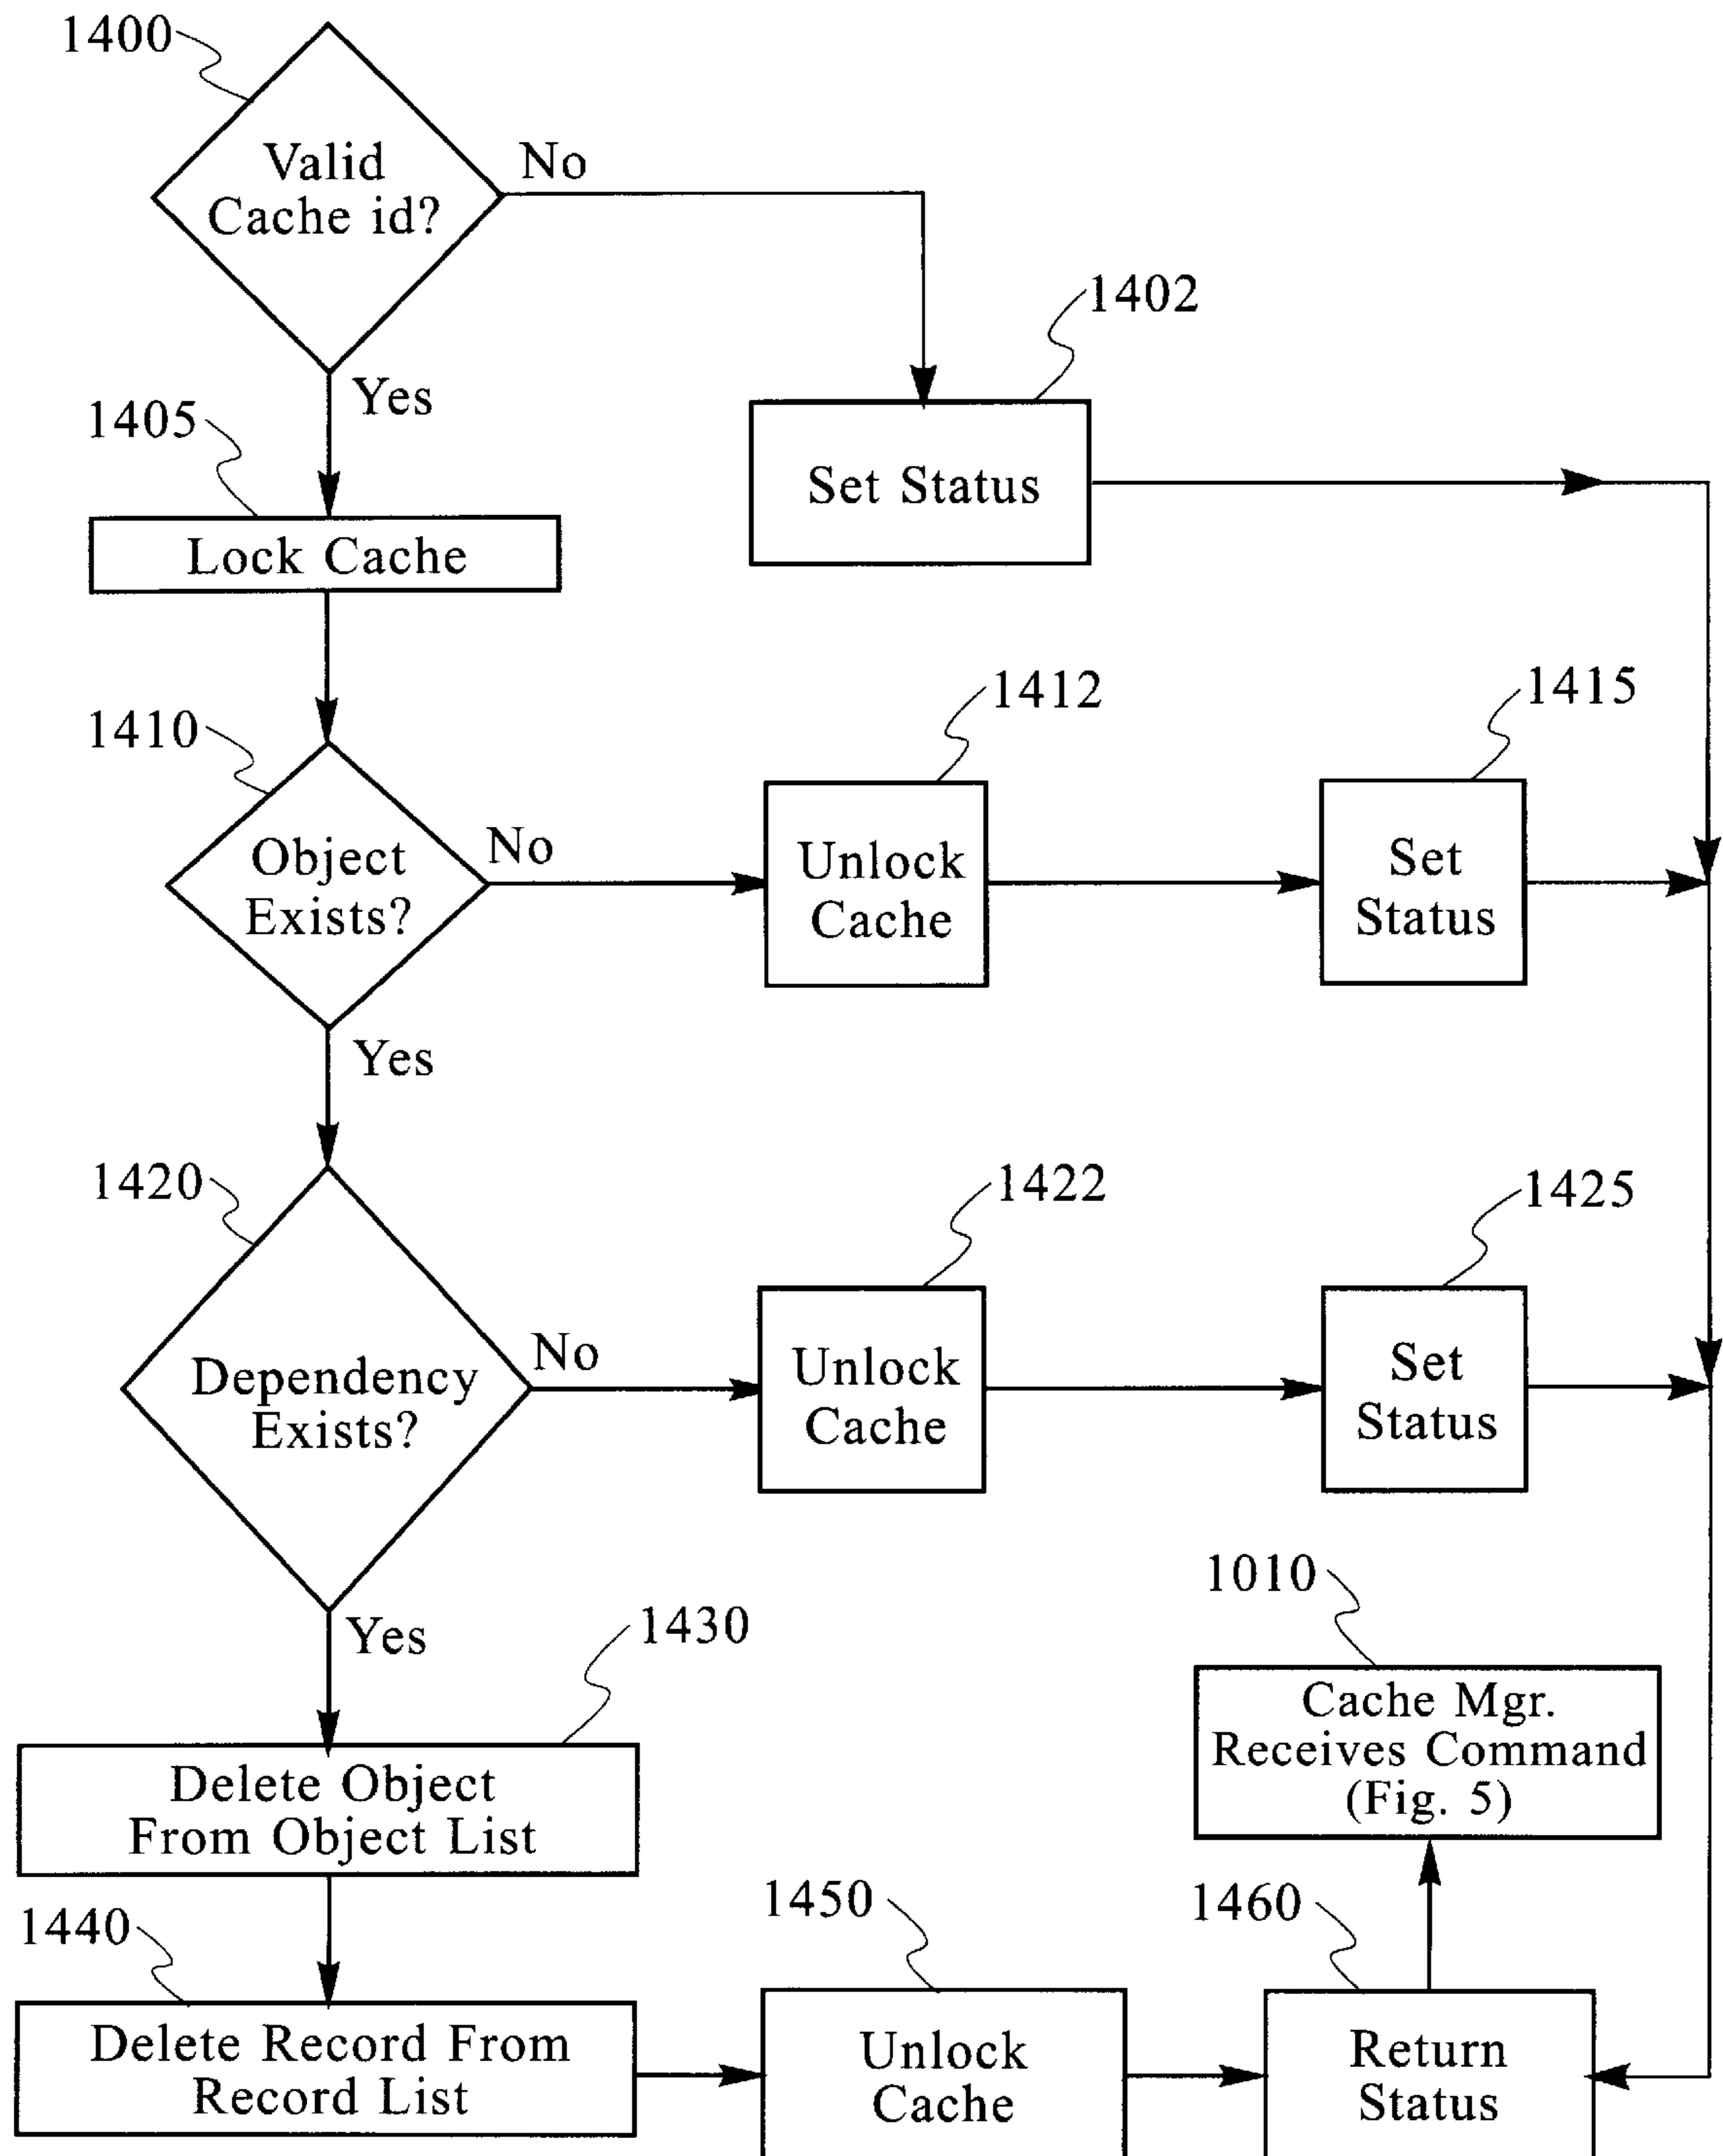 1400
Valid
Cache id?
No
Yes
1402
Set Status
1405
Lock Cache
1410
Object
Exists?
No
Yes
1412
Unlock
Cache
1415
Set
Status
1420
Dependency
Exists?
No
Yes
1422
Unlock
Cache
1425
Set
Status
1430
Delete Object
From Object List
1010
Cache Mgr.
Receives Command
(Fig. 5)
1440
Delete Record From
Record List
1450
Unlock
Cache
1460
Return
Status